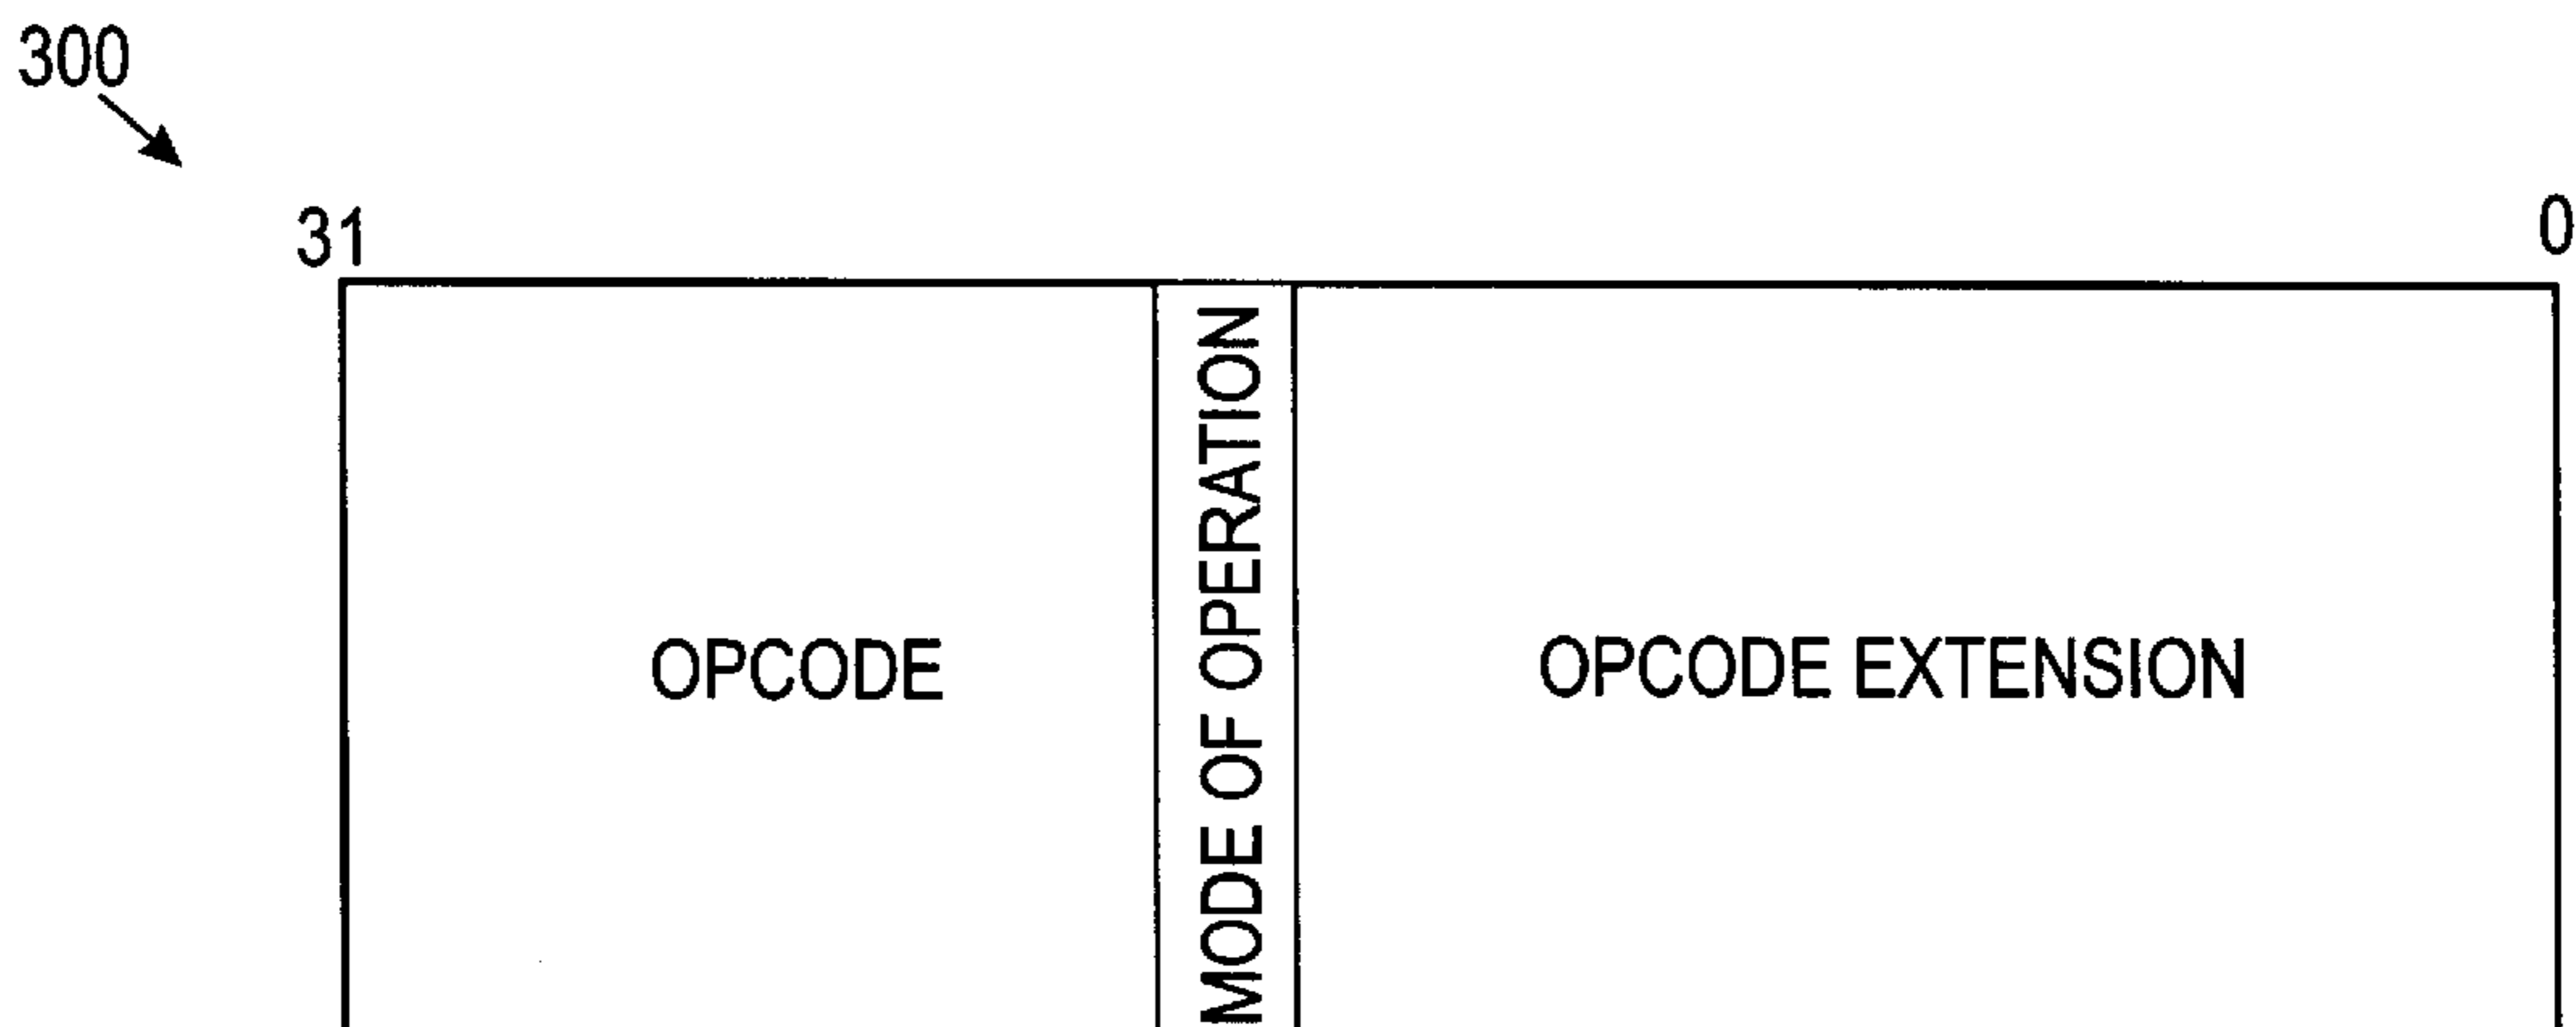 300
31
0
OPCODE
MODE OF OPERATION
OPCODE EXTENSION